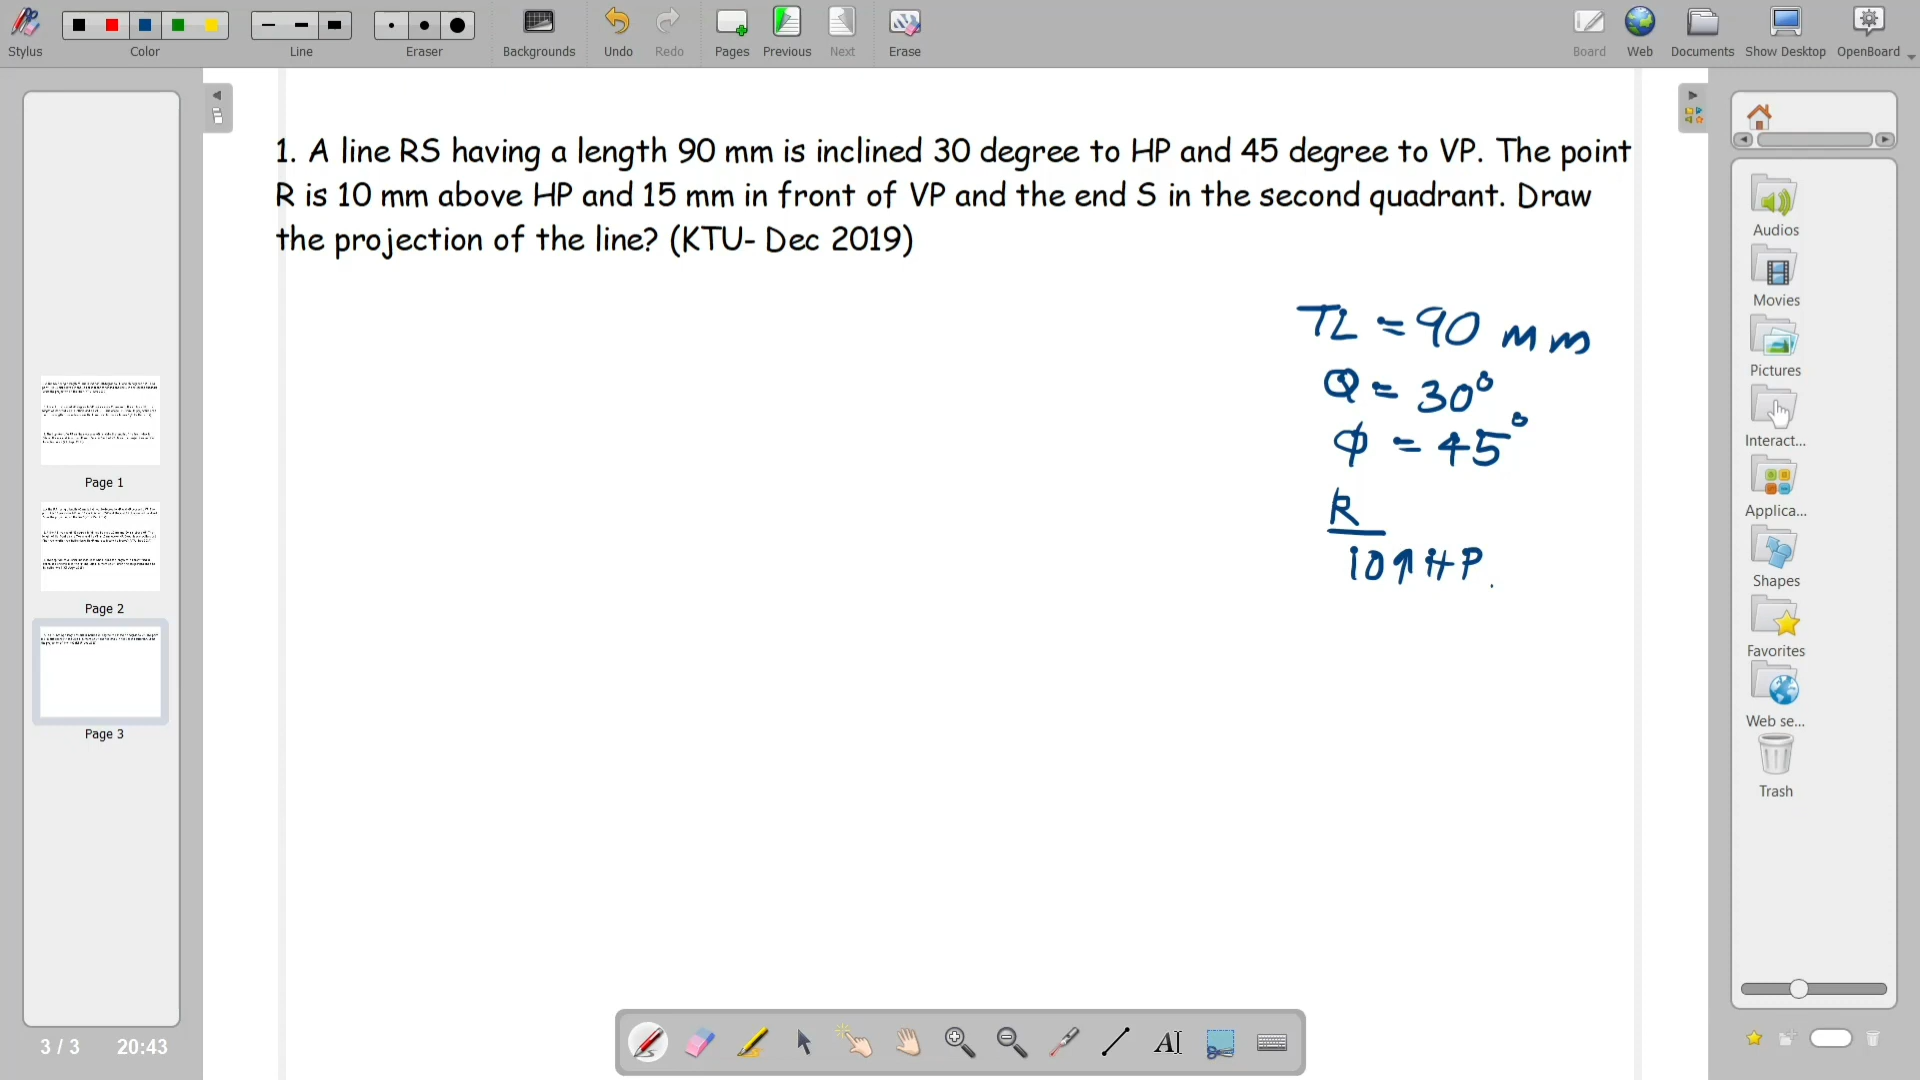 Stylus
Color
Line
Eraser
Backgrounds
Undo
Redo
Pages
Previous
Next
Erase
Board
Web
Documents
Show Desktop
OpenBoard
1. A line RS having a length 90 mm is inclined 30 degree to HP and 45 degree to VP. The point
R is 10 mm above HP and 15 mm in front of VP and the end S in the second quadrant. Draw
the projection of the line? (KTU- Dec 2019)
TL = 90 mm
θ = 30°
φ = 45°
R
10 ↑ HP
Page 1
Page 2
Page 3
3 / 3
20:43
Audios
Movies
Pictures
Interact...
Applica...
Shapes
Favorites
Web se...
Trash
AI